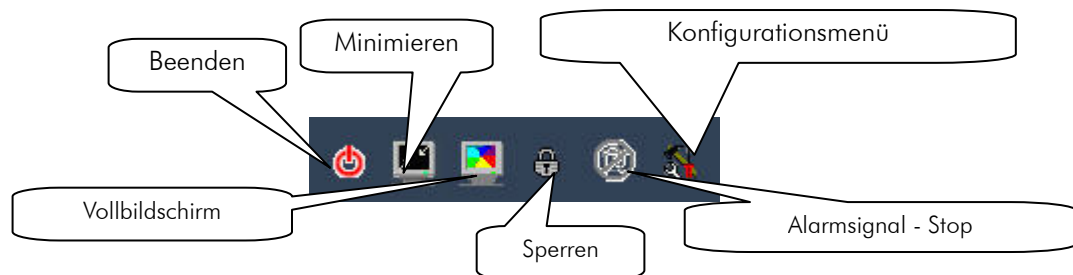 Beenden
Minimieren
Konfigurationsmenü
Vollbildschirm
Sperren
Alarmsignal - Stop